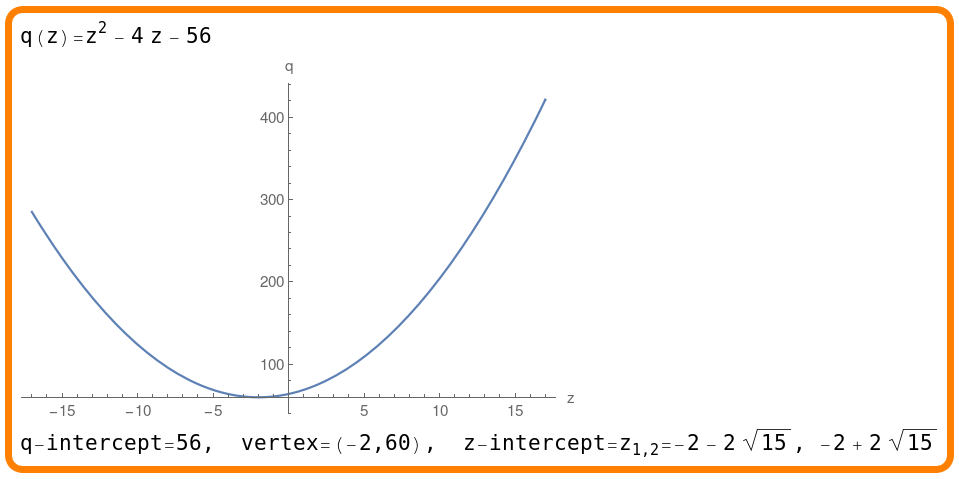 q(z)=z² - 4 z - 56
q
400
300
200
100
-15 -10 -5 5 10 15 z
q-intercept=56, vertex=(-2,60), z-intercept=z₁,₂=-2 - 2 √15, -2 + 2 √15